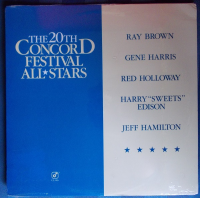 THE 20TH
CONCORD
FESTIVAL
ALL★STARS
RAY BROWN
GENE HARRIS
RED HOLLOWAY
HARRY "SWEETS"
EDISON
JEFF HAMILTON
★ ★ ★ ★ ★